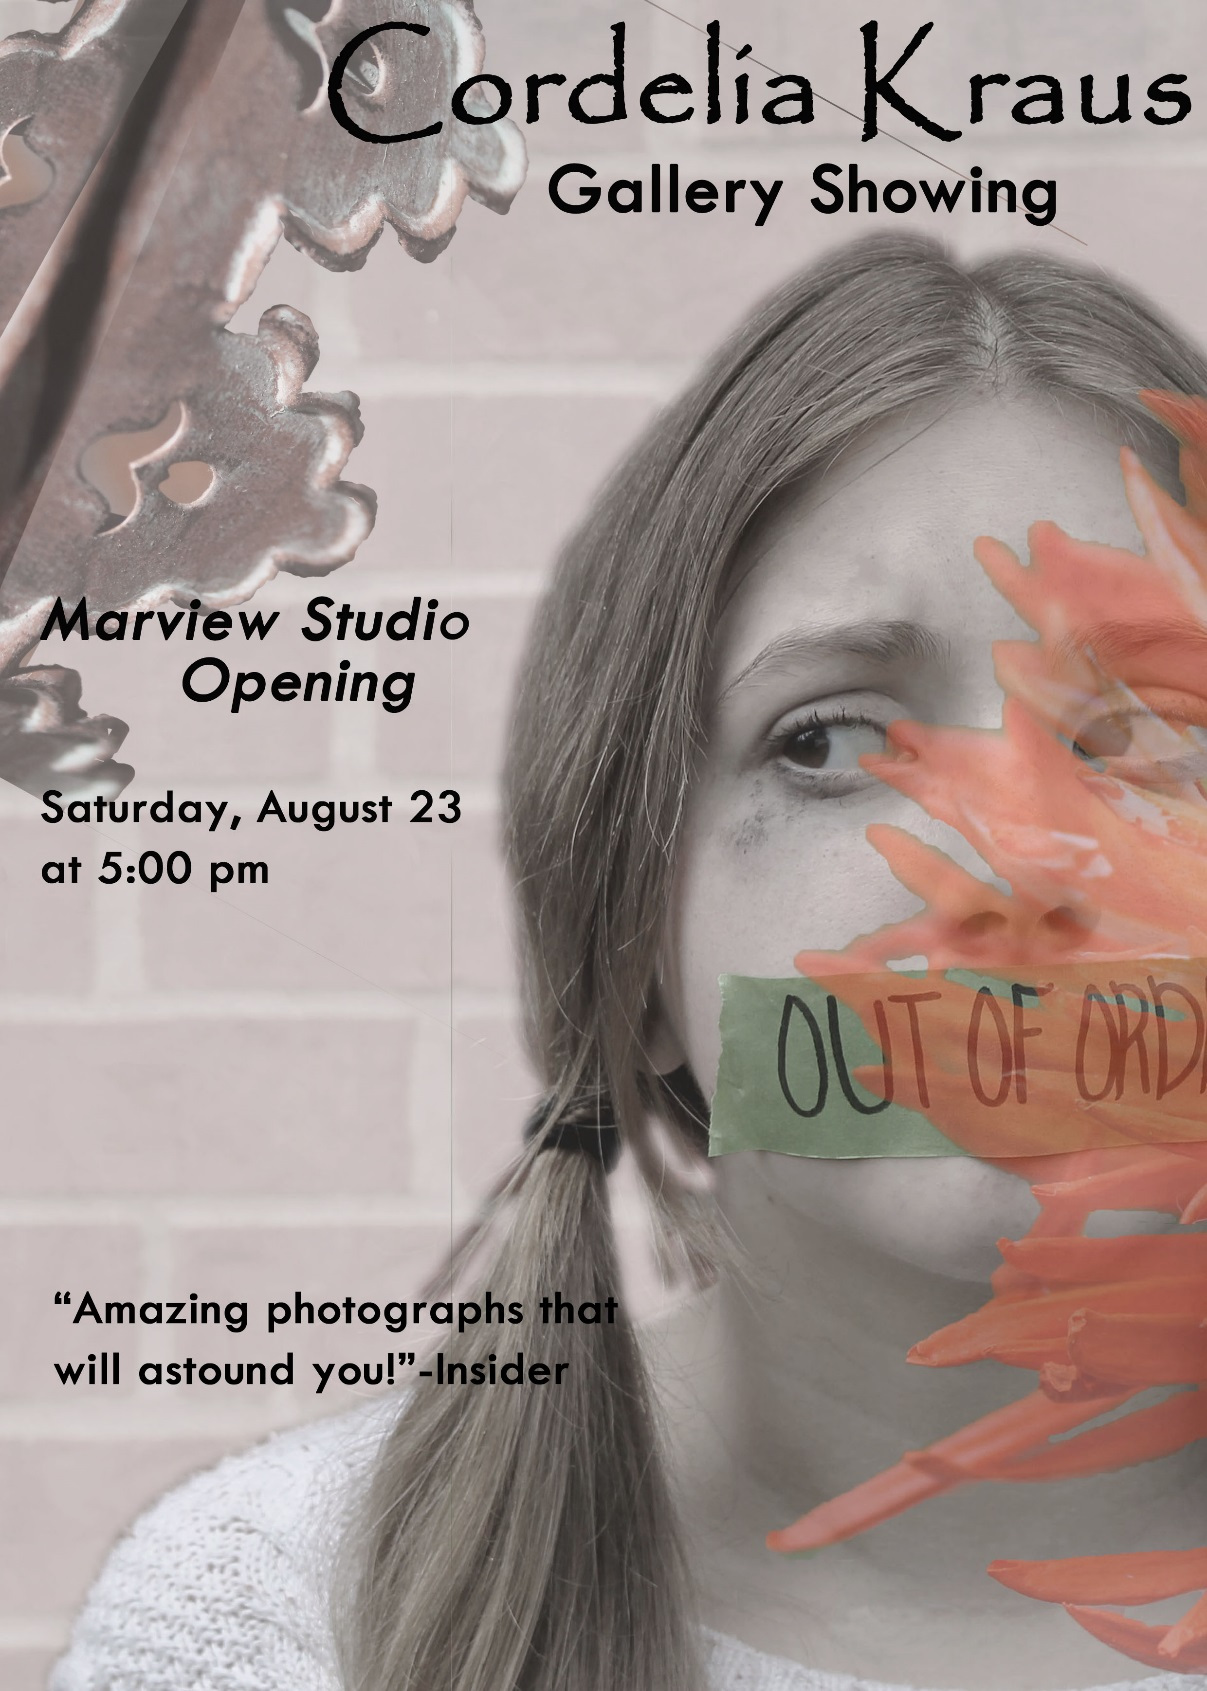 Cordelia Kraus
Gallery Showing
Marview Studio
Opening
Saturday, August 23
at 5:00 pm
OUT OF ORD
“Amazing photographs that
will astound you!”-Insider